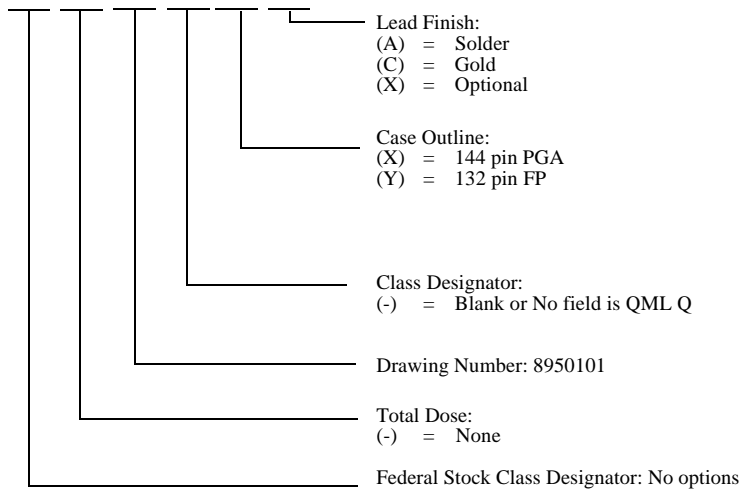 Lead Finish:
(A) = Solder
(C) = Gold
(X) = Optional
Case Outline:
(X) = 144 pin PGA
(Y) = 132 pin FP
Class Designator:
(-) = Blank or No field is QML Q
Drawing Number: 8950101
Total Dose:
(-) = None
Federal Stock Class Designator: No options